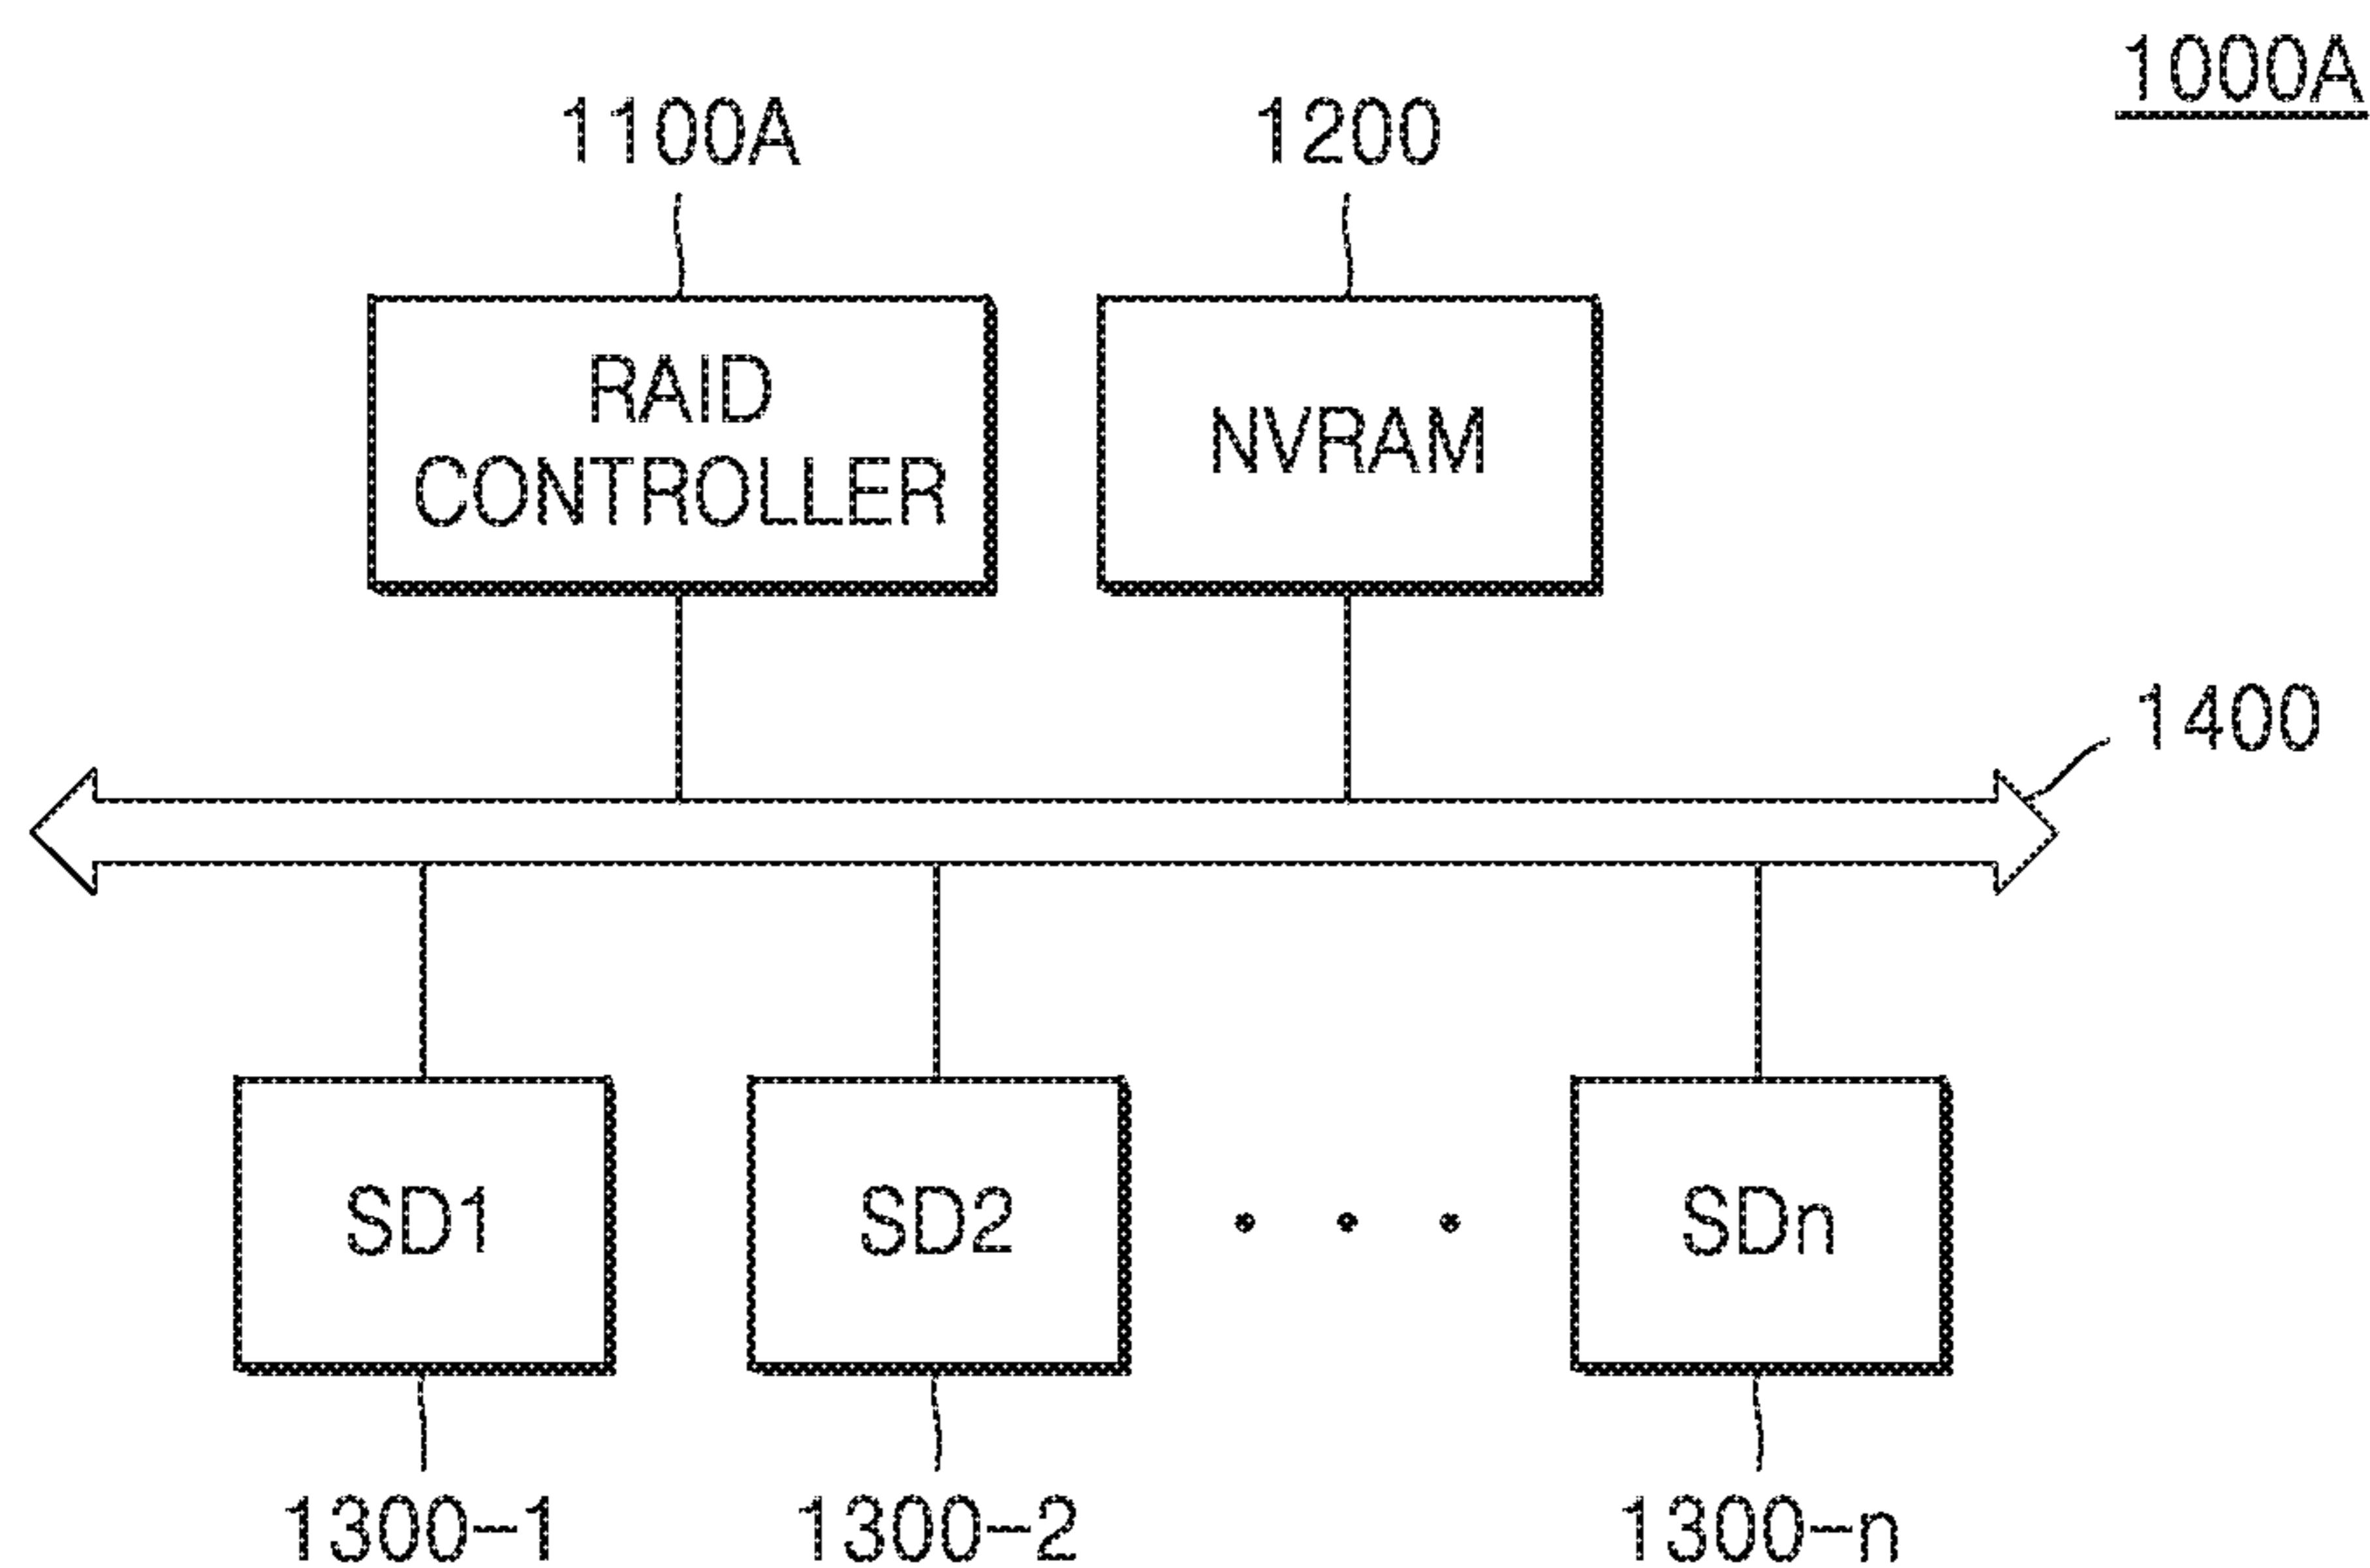 1000A
1100A
1200
RAID
CONTROLLER
NVRAM
1400
SD1
SD2
SDn
1300-1
1300-2
1300-n